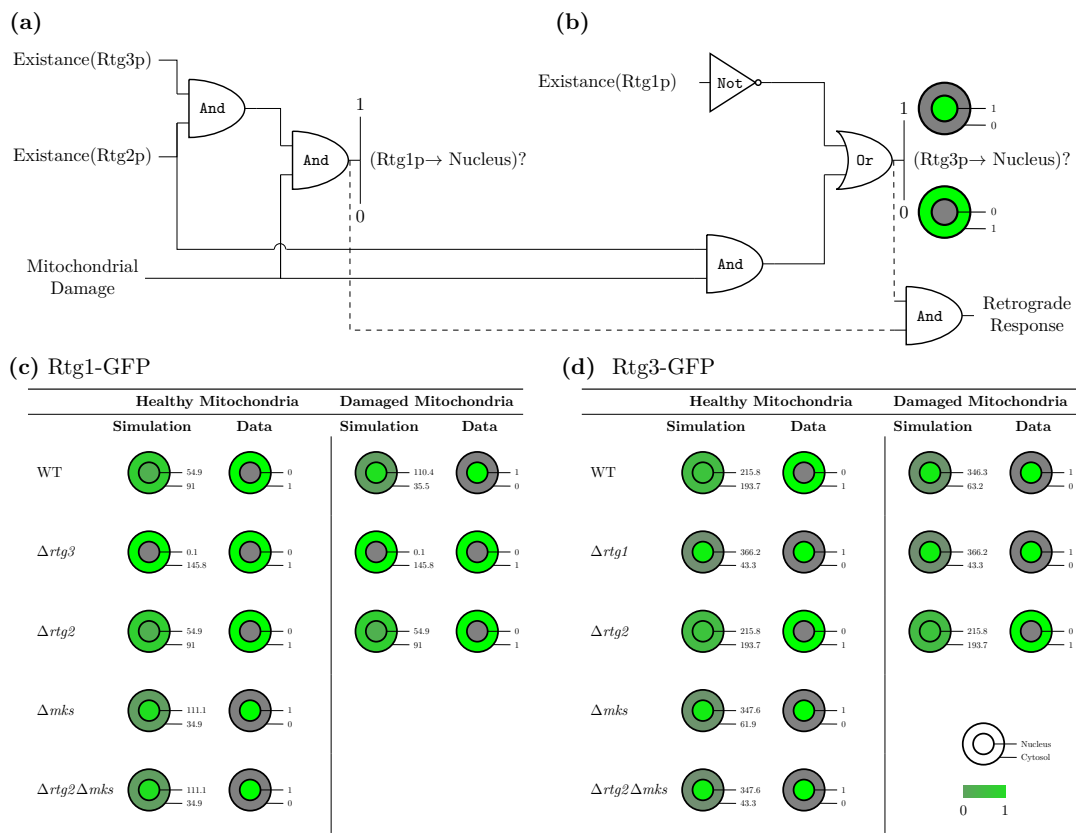 (a)
Existance(Rtg3p)
And
Existance(Rtg2p)
And
1
(Rtg1p→ Nucleus)?
0
Mitochondrial
Damage
(b)
Existance(Rtg1p)
Not
Or
1
(Rtg3p→ Nucleus)?
0
1
0
0
1
And
And
Retrograde
Response
(c) Rtg1-GFP
Healthy Mitochondria Damaged Mitochondria
Simulation Data Simulation Data
WT 54.9 0 110.4 1
91 1 35.5 0
Δrtg3 0.1 0 0.1 0
145.8 1 145.8 1
Δrtg2 54.9 0 54.9 0
91 1 91 1
Δmks 111.1 1
34.9 0
Δrtg2Δmks 111.1 1
34.9 0
(d) Rtg3-GFP
Healthy Mitochondria Damaged Mitochondria
Simulation Data Simulation Data
WT 215.8 0 346.3 1
193.7 1 63.2 0
Δrtg1 366.2 1 366.2 1
43.3 0 43.3 0
Δrtg2 215.8 0 215.8 0
193.7 1 193.7 1
Δmks 347.6 1
61.9 0
Δrtg2Δmks 347.6 1
43.3 0
Nucleus
Cytosol
0 1